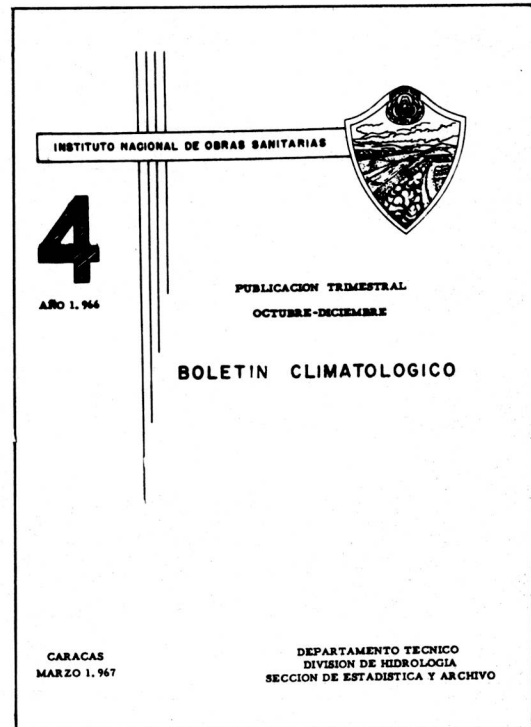 INSTITUTO NACIONAL DE OBRAS SANITARIAS
4
AÑO 1.966
PUBLICACION TRIMESTRAL
OCTUBRE-DICIEMBRE
BOLETIN CLIMATOLOGICO
CARACAS
MARZO 1.967
DEPARTAMENTO TECNICO
DIVISION DE HIDROLOGIA
SECCION DE ESTADISTICA Y ARCHIVO